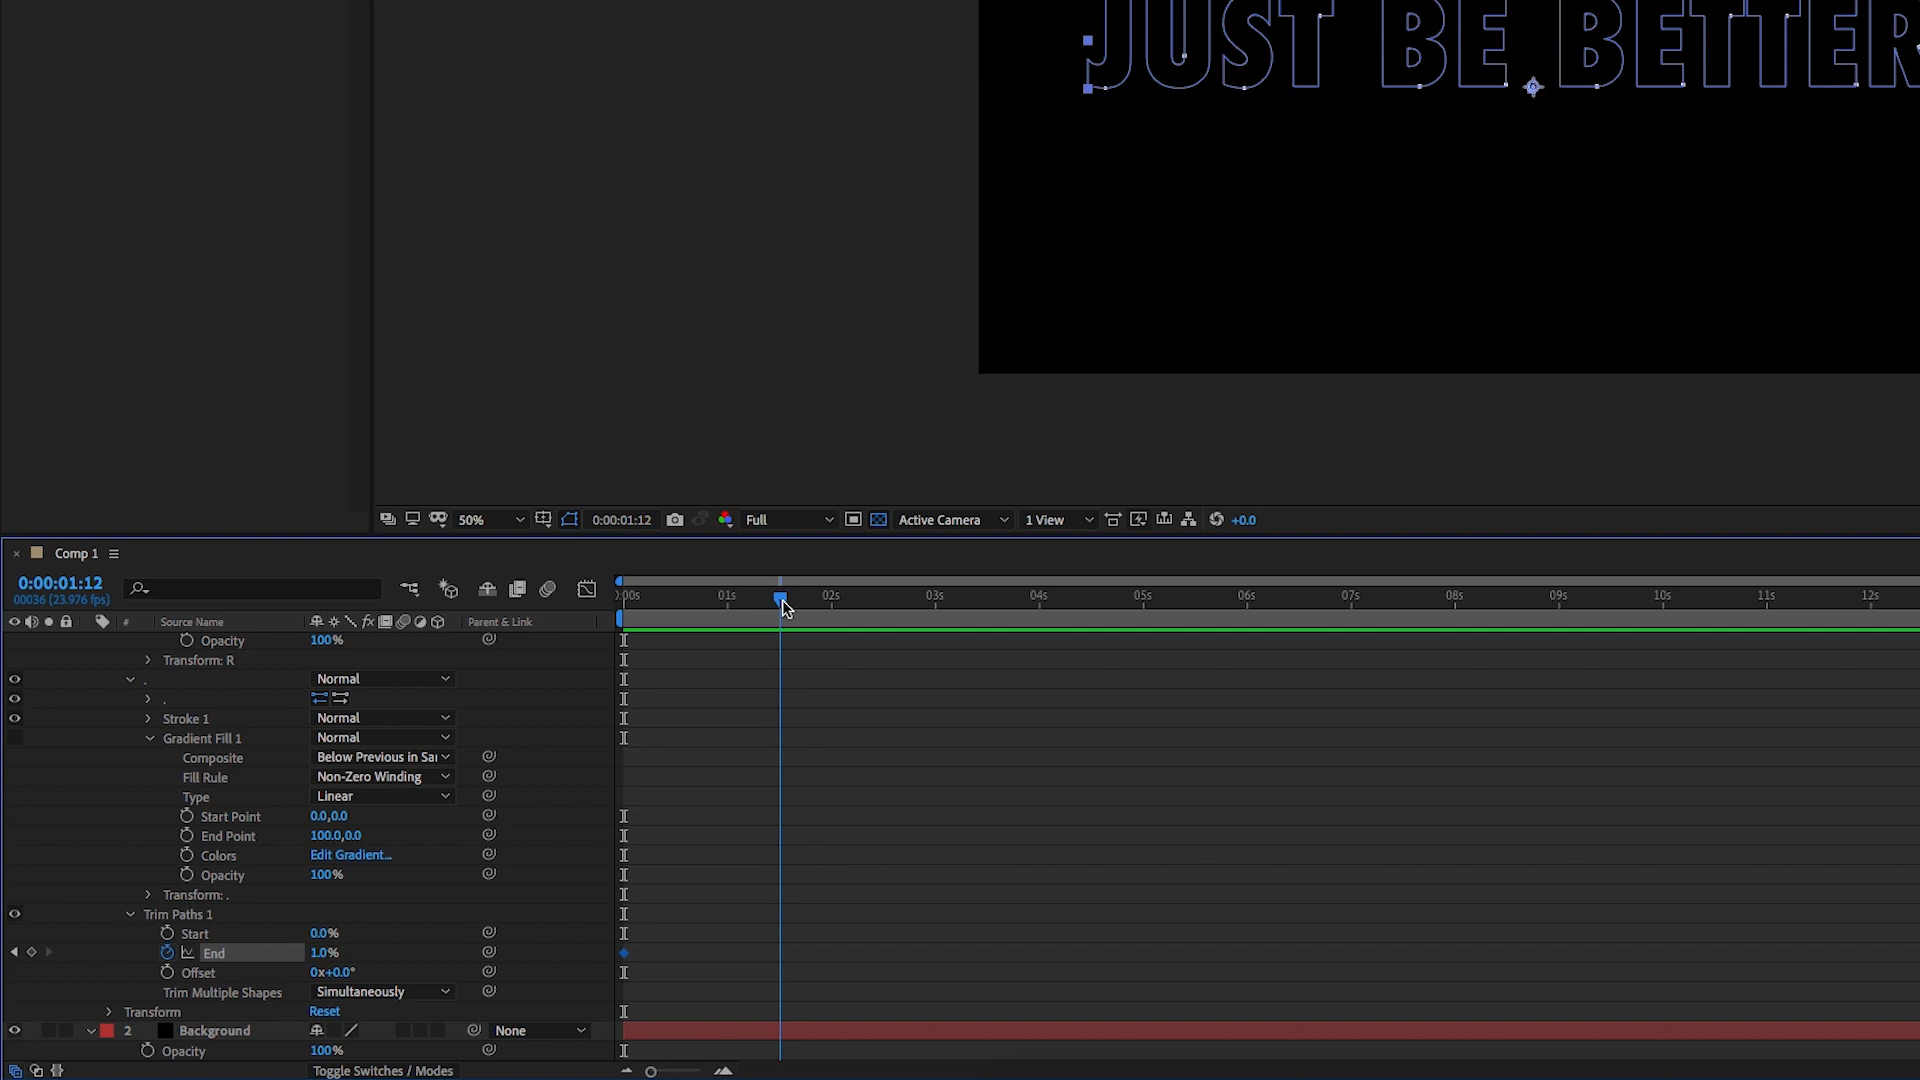 JUST BE BETTER
50%
0:00:01:12
Full
Active Camera
1 View
+0.0
Comp 1
0:00:01:12
00036 (23.976 fps)
:00s 01s 02s 03s 04s 05s 06s 07s 08s 09s 10s 11s 12s
# Source Name fx Parent & Link
Opacity 100%
Transform: R
. Normal
.
Stroke 1 Normal
Gradient Fill 1 Normal
Composite Below Previous in Sa
Fill Rule Non-Zero Winding
Type Linear
Start Point 0.0,0.0
End Point 100.0,0.0
Colors Edit Gradient...
Opacity 100%
Transform: .
Trim Paths 1
Start 0.0%
End 1.0%
Offset 0x+0.0°
Trim Multiple Shapes Simultaneously
Transform Reset
2 Background None
Opacity 100%
Toggle Switches / Modes